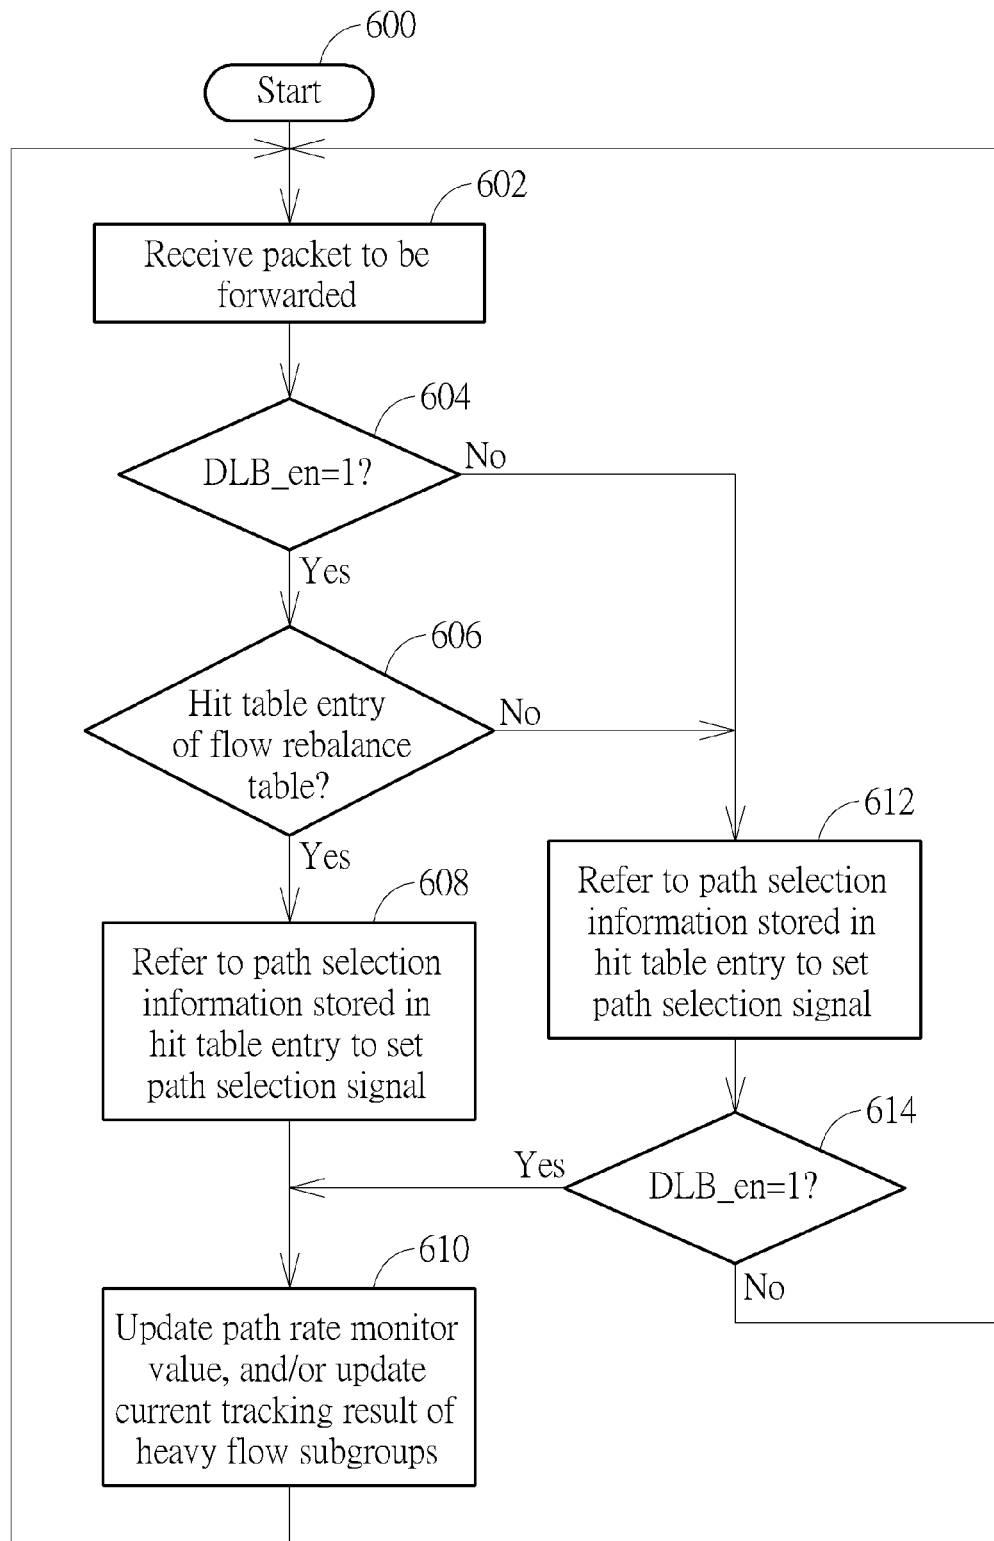 600
Start
602
Receive packet to be
forwarded
604
DLB_en=1?
No
Yes
606
Hit table entry
of flow rebalance
table?
No
Yes
608
Refer to path selection
information stored in
hit table entry to set
path selection signal
612
Refer to path selection
information stored in
hit table entry to set
path selection signal
614
DLB_en=1?
Yes
No
610
Update path rate monitor
value, and/or update
current tracking result of
heavy flow subgroups